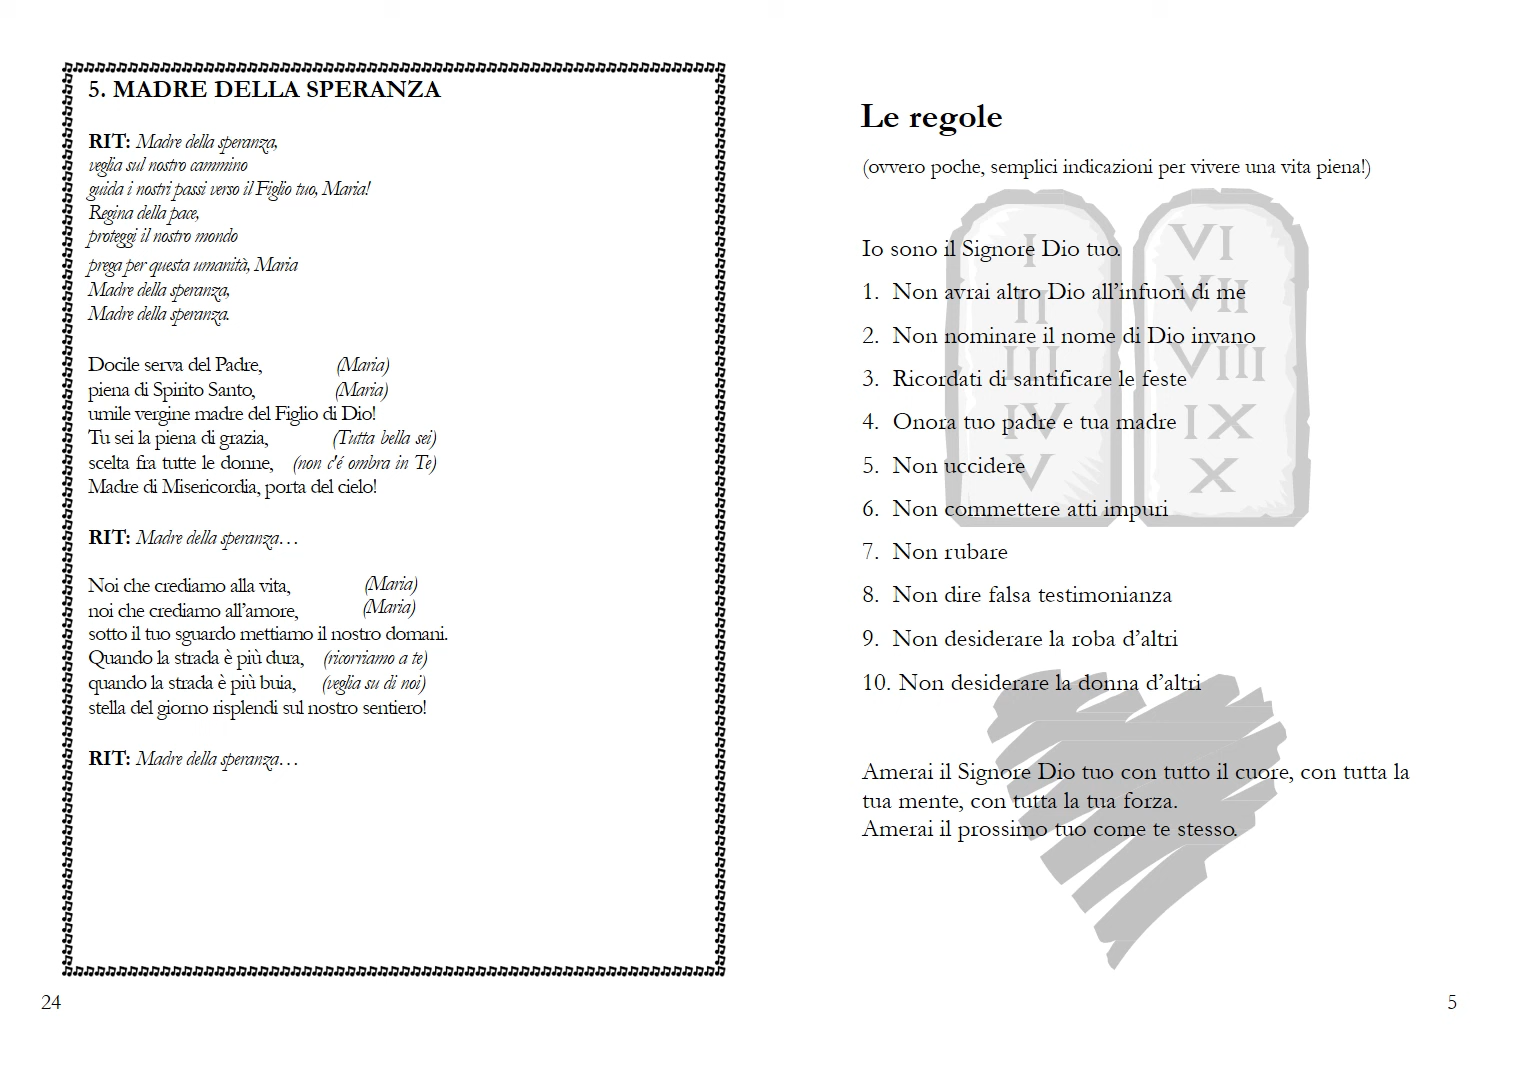 5. MADRE DELLA SPERANZA
RIT: Madre della speranza,
veglia sul nostro cammino
guida i nostri passi verso il Figlio tuo, Maria!
Regina della pace,
proteggi il nostro mondo
prega per questa umanità, Maria
Madre della speranza,
Madre della speranza.
Docile serva del Padre, (Maria)
piena di Spirito Santo, (Maria)
umile vergine madre del Figlio di Dio!
Tu sei la piena di grazia, (Tutta bella sei)
scelta fra tutte le donne, (non c'é ombra in Te)
Madre di Misericordia, porta del cielo!
RIT: Madre della speranza…
Noi che crediamo alla vita, (Maria)
noi che crediamo all’amore, (Maria)
sotto il tuo sguardo mettiamo il nostro domani.
Quando la strada è più dura, (ricorriamo a te)
quando la strada è più buia, (veglia su di noi)
stella del giorno risplendi sul nostro sentiero!
RIT: Madre della speranza…
24
Le regole
(ovvero poche, semplici indicazioni per vivere una vita piena!)
Io sono il Signore Dio tuo.
1. Non avrai altro Dio all’infuori di me
2. Non nominare il nome di Dio invano
3. Ricordati di santificare le feste
4. Onora tuo padre e tua madre
5. Non uccidere
6. Non commettere atti impuri
7. Non rubare
8. Non dire falsa testimonianza
9. Non desiderare la roba d’altri
10. Non desiderare la donna d’altri
I
II
III
IV
V
VI
VII
VIII
IX
X
Amerai il Signore Dio tuo con tutto il cuore, con tutta la
tua mente, con tutta la tua forza.
Amerai il prossimo tuo come te stesso.
5